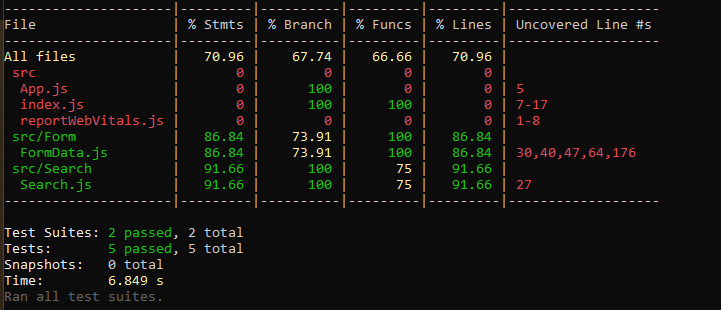 ----------------------|---------|----------|---------|---------|-------------------
File                  | % Stmts | % Branch | % Funcs | % Lines | Uncovered Line #s
----------------------|---------|----------|---------|---------|-------------------
All files             |   70.96 |    67.74 |   66.66 |   70.96 |
 src                  |       0 |        0 |       0 |       0 |
  App.js              |       0 |      100 |       0 |       0 | 5
  index.js            |       0 |      100 |     100 |       0 | 7-17
  reportWebVitals.js  |       0 |        0 |       0 |       0 | 1-8
 src/Form             |   86.84 |    73.91 |     100 |   86.84 |
  FormData.js         |   86.84 |    73.91 |     100 |   86.84 | 30,40,47,64,176
 src/Search           |   91.66 |      100 |      75 |   91.66 |
  Search.js           |   91.66 |      100 |      75 |   91.66 | 27
----------------------|---------|----------|---------|---------|-------------------
Test Suites: 2 passed, 2 total
Tests:       5 passed, 5 total
Snapshots:   0 total
Time:        6.849 s
Ran all test suites.